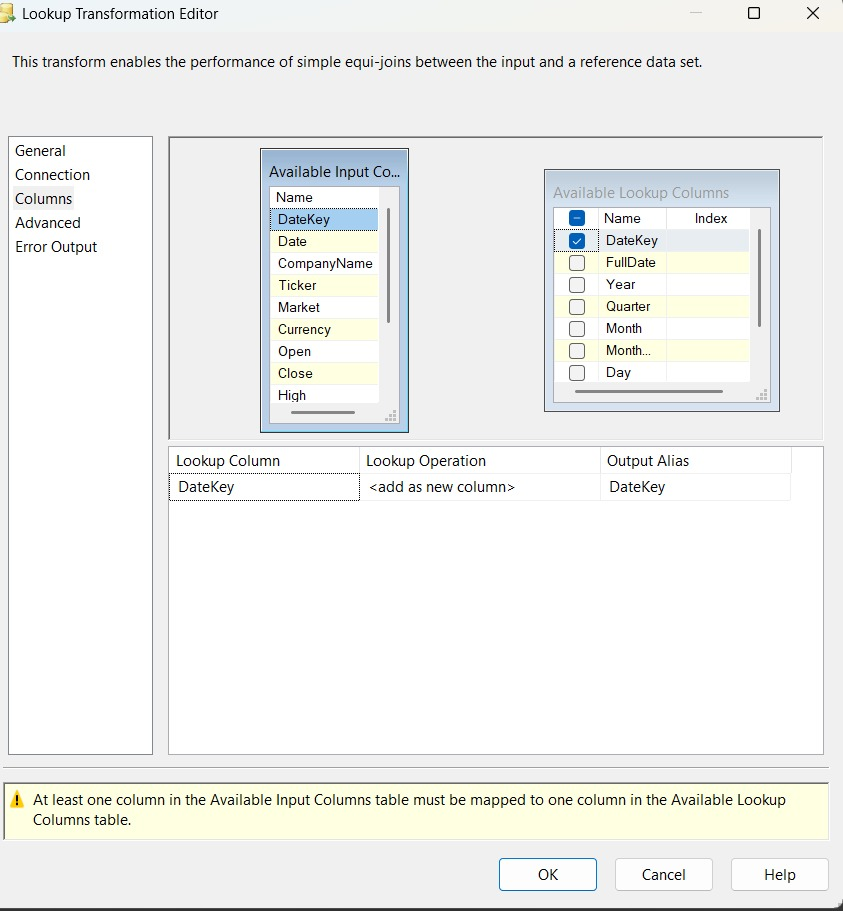 Lookup Transformation Editor
This transform enables the performance of simple equi-joins between the input and a reference data set.
General
Connection
Columns
Advanced
Error Output
Available Input Co...
Name
DateKey
Date
CompanyName
Ticker
Market
Currency
Open
Close
High
Available Lookup Columns
Name Index
DateKey
FullDate
Year
Quarter
Month
Month...
Day
Lookup Column Lookup Operation Output Alias
DateKey <add as new column> DateKey
At least one column in the Available Input Columns table must be mapped to one column in the Available Lookup
Columns table.
OK Cancel Help